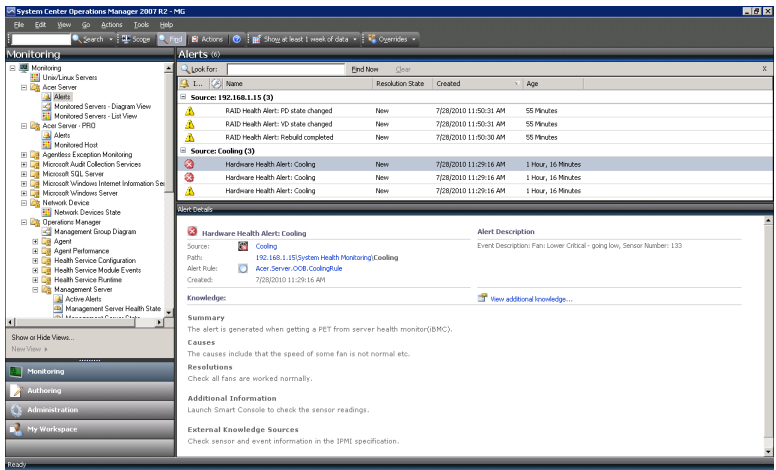 System Center Operations Manager 2007 R2 - MG
File Edit View Go Actions Tools Help
Search Scope Find Actions Show at least 1 week of data Overrides
Monitoring
Alerts (6)
Look for: Find Now Clear X
I... Name Resolution State Created Age
Source: 192.168.1.15 (3)
RAID Health Alert: PD state changed New 7/28/2010 11:50:31 AM 55 Minutes
RAID Health Alert: VD state changed New 7/28/2010 11:50:31 AM 55 Minutes
RAID Health Alert: Rebuild completed New 7/28/2010 11:50:30 AM 55 Minutes
Source: Cooling (3)
Hardware Health Alert: Cooling New 7/28/2010 11:29:16 AM 1 Hour, 16 Minutes
Hardware Health Alert: Cooling New 7/28/2010 11:29:16 AM 1 Hour, 16 Minutes
Hardware Health Alert: Cooling New 7/28/2010 11:29:16 AM 1 Hour, 16 Minutes
Monitoring
Unix/Linux Servers
Acer Server
Alerts
Monitored Servers - Diagram View
Monitored Servers - List View
Acer Server - PRO
Alerts
Monitored Host
Agentless Exception Monitoring
Microsoft Audit Collection Services
Microsoft SQL Server
Microsoft Windows Internet Information Ser
Microsoft Windows Server
Network Device
Network Devices State
Operations Manager
Management Group Diagram
Agent
Agent Performance
Health Service Configuration
Health Service Module Events
Health Service Runtime
Management Server
Active Alerts
Management Server Health State
Management Server State
Show or Hide Views...
New View
Monitoring
Authoring
Administration
My Workspace
Alert Details
Hardware Health Alert: Cooling
Source: Cooling
Path: 192.168.1.15\System Health Monitoring\Cooling
Alert Rule: Acer.Server.OOB.CoolingRule
Created: 7/28/2010 11:29:16 AM
Alert Description
Event Description: Fan: Lower Critical - going low, Sensor Number: 133
Knowledge:
View additional knowledge...
Summary
The alert is generated when getting a PET from server health monitor(iBMC).
Causes
The causes include that the speed of some fan is not normal etc.
Resolutions
Check all fans are worked normally.
Additional Information
Launch Smart Console to check the sensor readings.
External Knowledge Sources
Check sensor and event information in the IPMI specification.
Ready